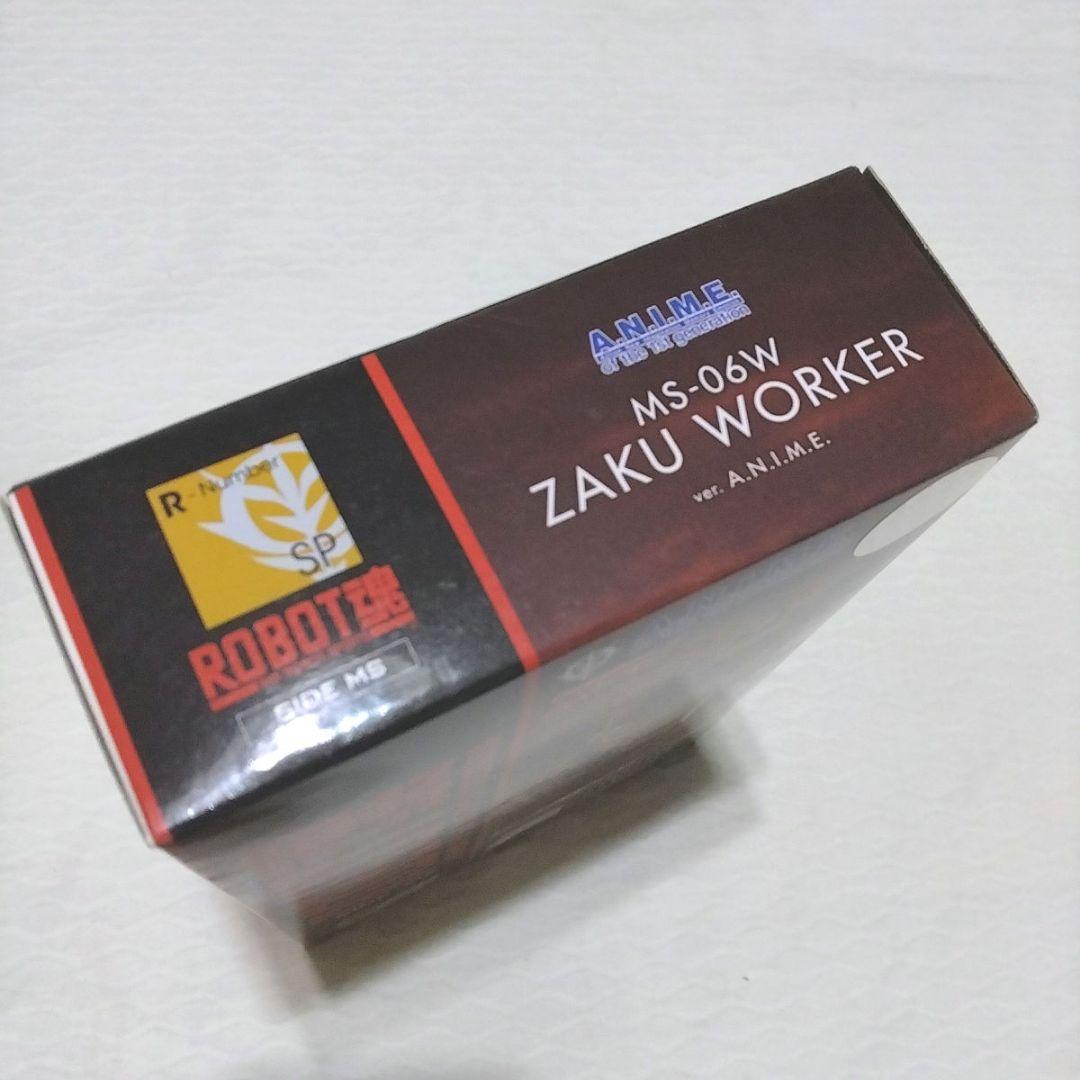 R-Number
SP
ROBOT魂
SIDE MS
A.N.I.M.E.
of the 1st generation
MS-06W
ZAKU WORKER
ver. A.N.I.M.E.